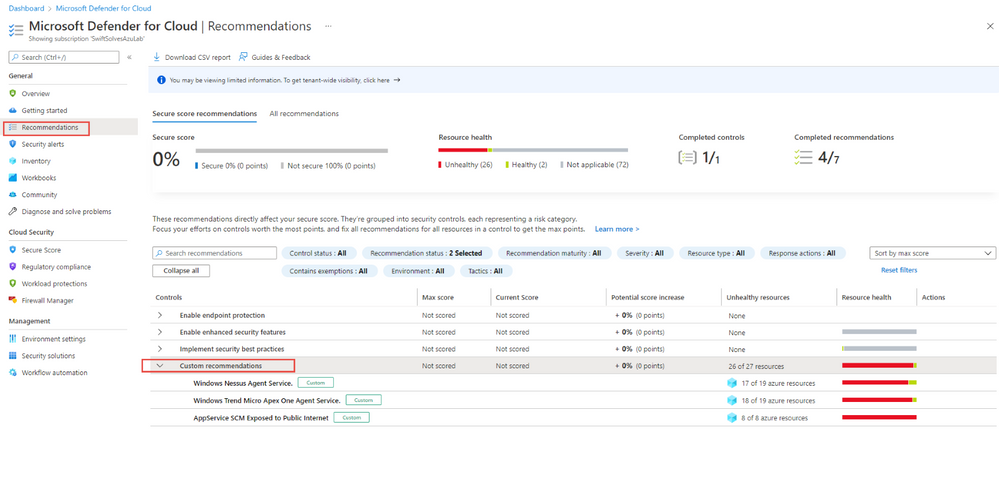 Dashboard > Microsoft Defender for Cloud
Microsoft Defender for Cloud | Recommendations ...
Showing subscription 'SwiftSolvesAzuLab'
Search (Ctrl+/)
«
General
Overview
Getting started
Recommendations
Security alerts
Inventory
Workbooks
Community
Diagnose and solve problems
Cloud Security
Secure Score
Regulatory compliance
Workload protections
Firewall Manager
Management
Environment settings
Security solutions
Workflow automation
Download CSV report Guides & Feedback
You may be viewing limited information. To get tenant-wide visibility, click here →
Secure score recommendations All recommendations
Secure score Resource health Completed controls Completed recommendations
0% Secure 0% (0 points) Not secure 100% (0 points) Unhealthy (26) Healthy (2) Not applicable (72) 1/1 4/7
These recommendations directly affect your secure score. They're grouped into security controls, each representing a risk category.
Focus your efforts on controls worth the most points, and fix all recommendations for all resources in a control to get the max points. Learn more >
Search recommendations Control status : All Recommendation status : 2 Selected Recommendation maturity : All Severity : All Resource type : All Response actions : All Sort by max score
Collapse all Contains exemptions : All Environment : All Tactics : All Reset filters
Controls Max score Current Score Potential score increase Unhealthy resources Resource health Actions
Enable endpoint protection Not scored Not scored + 0% (0 points) None
Enable enhanced security features Not scored Not scored + 0% (0 points) None
Implement security best practices Not scored Not scored + 0% (0 points) None
Custom recommendations Not scored Not scored + 0% (0 points) 26 of 27 resources
Windows Nessus Agent Service. Custom 17 of 19 azure resources
Windows Trend Micro Apex One Agent Service. Custom 18 of 19 azure resources
AppService SCM Exposed to Public Internet Custom 8 of 8 azure resources